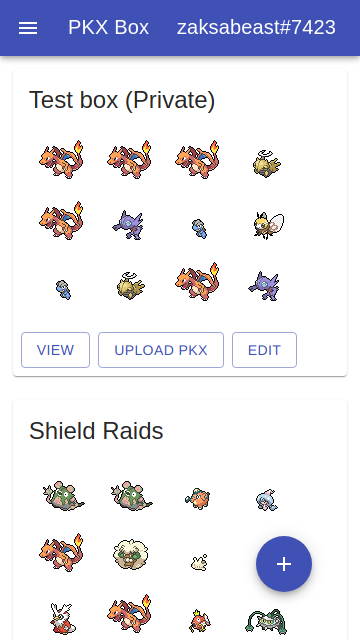 PKX Box zaksabeast#7423
Test box (Private)
VIEW UPLOAD PKX EDIT
Shield Raids